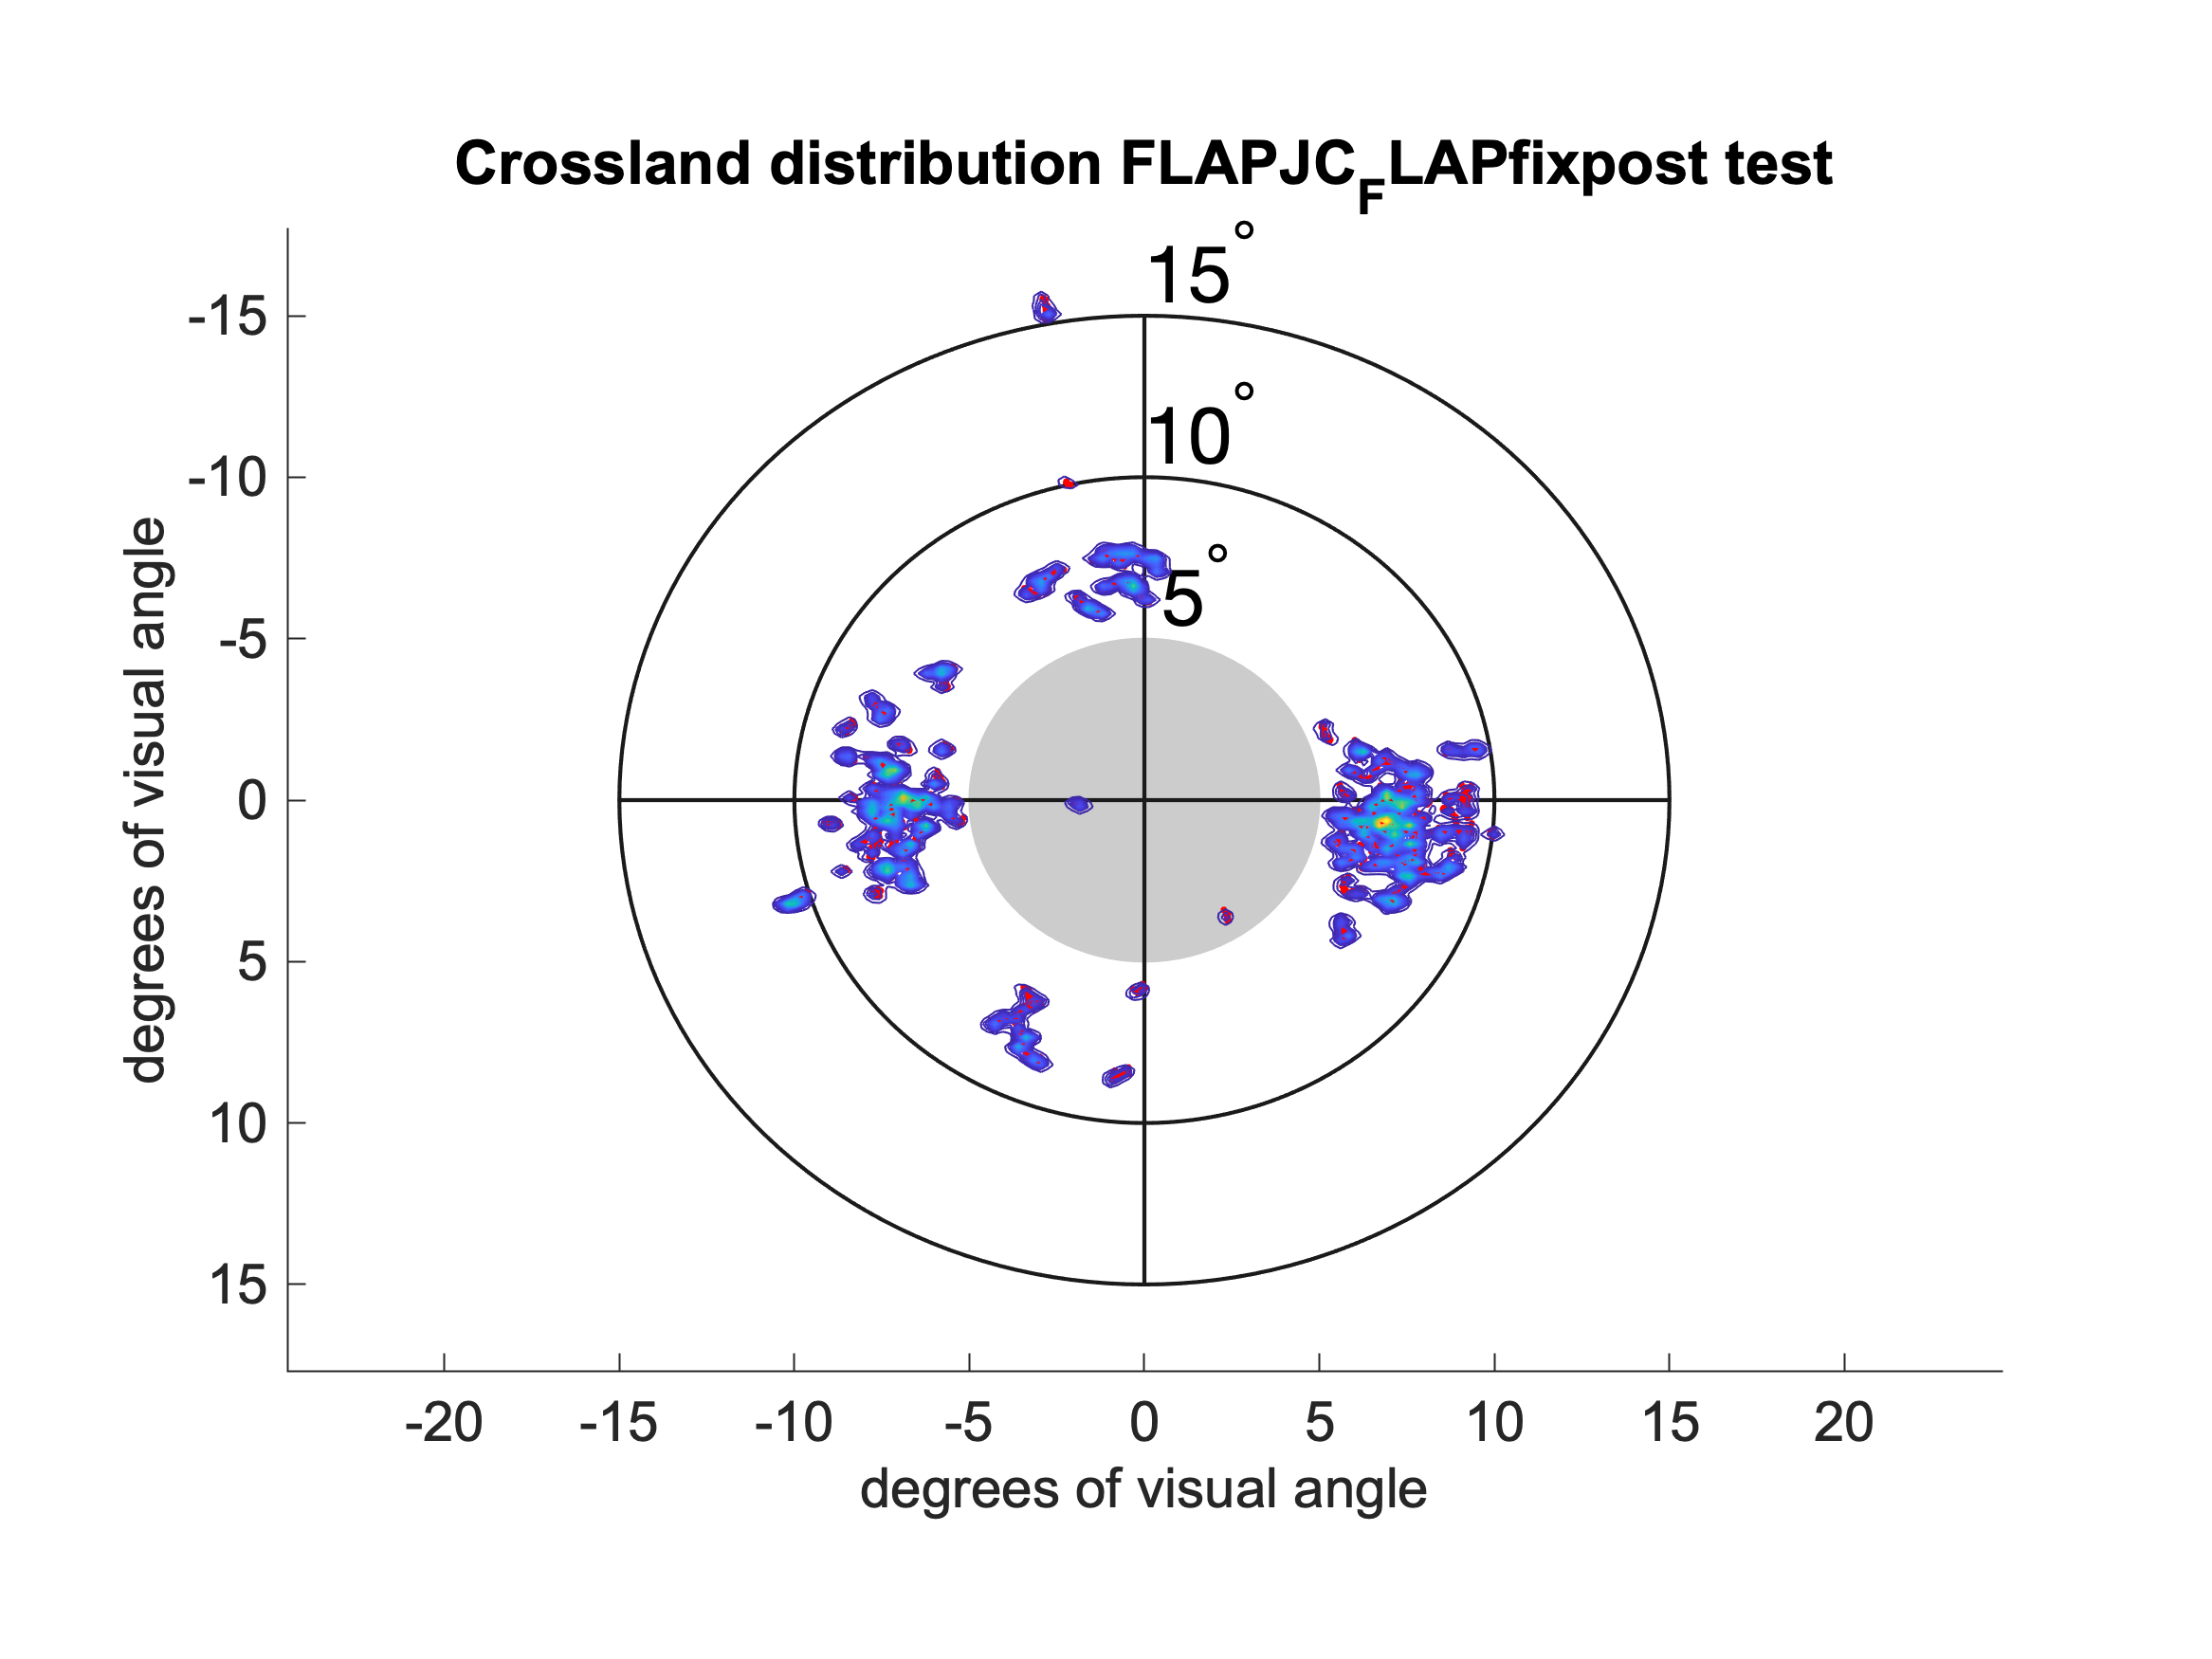 Crossland distribution FLAPJC_FLAPfixpost test
15°
10°
5°
-15
-10
-5
0
5
10
15
degrees of visual angle
-20 -15 -10 -5 0 5 10 15 20
degrees of visual angle